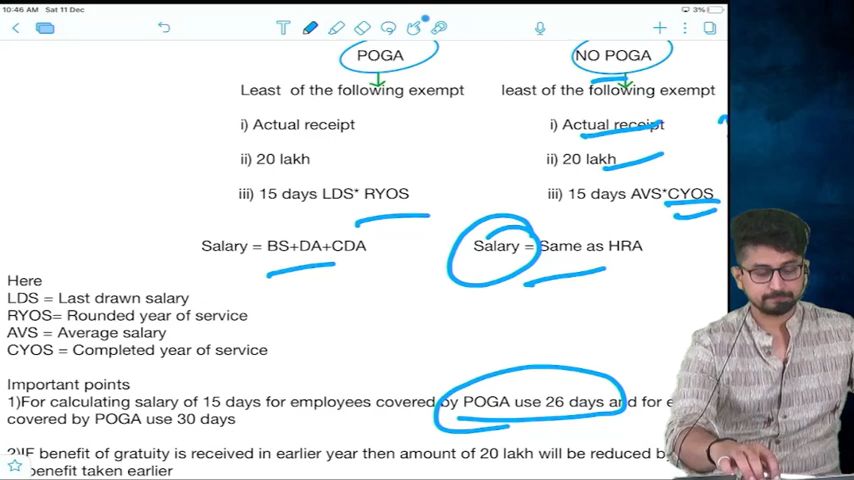 10:46 AM Sat 11 Dec 3%
POGA NO POGA
Least of the following exempt least of the following exempt
i) Actual receipt i) Actual receipt
ii) 20 lakh ii) 20 lakh
iii) 15 days LDS* RYOS iii) 15 days AVS*CYOS
Salary = BS+DA+CDA Salary = Same as HRA
Here
LDS = Last drawn salary
RYOS= Rounded year of service
AVS = Average salary
CYOS = Completed year of service
Important points
1)For calculating salary of 15 days for employees covered by POGA use 26 days and for
covered by POGA use 30 days
2)IF benefit of gratuity is received in earlier year then amount of 20 lakh will be reduced
benefit taken earlier